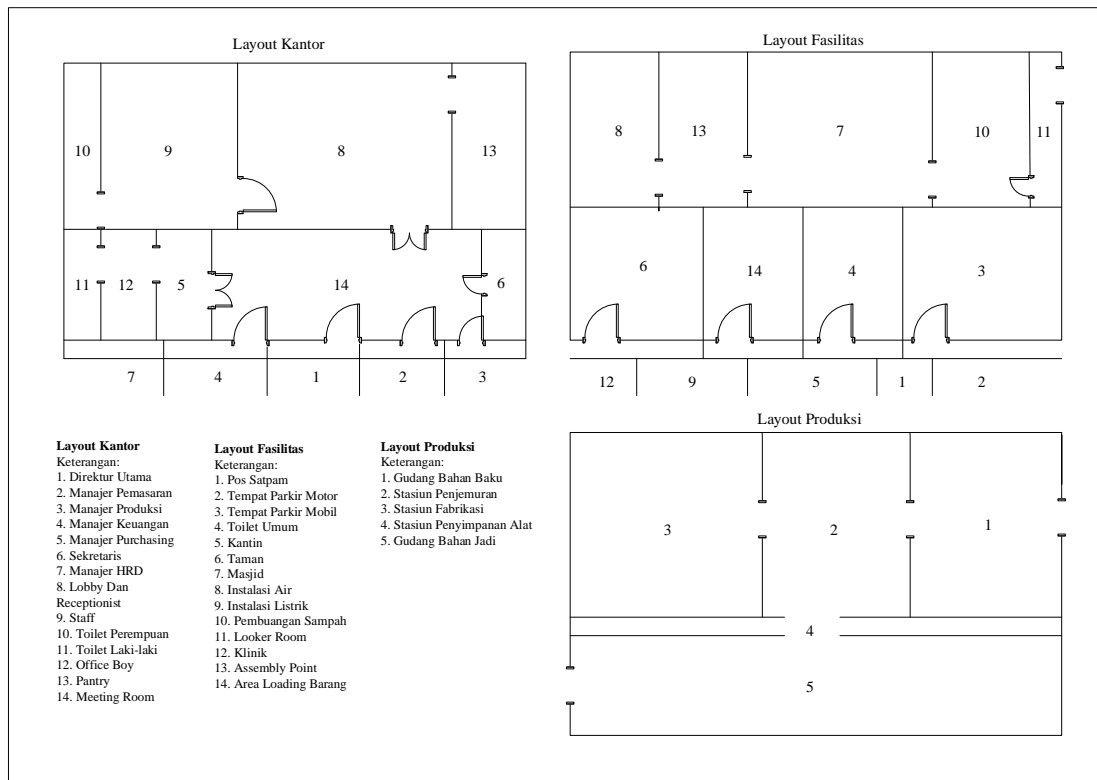 Layout Kantor
10
9
8
13
11
12
5
14
6
7
4
1
2
3
Layout Fasilitas
8
13
7
10
11
6
14
4
3
12
9
5
1
2
Layout Kantor
Keterangan:
1. Direktur Utama
2. Manajer Pemasaran
3. Manajer Produksi
4. Manajer Keuangan
5. Manajer Purchasing
6. Sekretaris
7. Manajer HRD
8. Lobby Dan
Receptionist
9. Staff
10. Toilet Perempuan
11. Toilet Laki-laki
12. Office Boy
13. Pantry
14. Meeting Room
Layout Fasilitas
Keterangan:
1. Pos Satpam
2. Tempat Parkir Motor
3. Tempat Parkir Mobil
4. Toilet Umum
5. Kantin
6. Taman
7. Masjid
8. Instalasi Air
9. Instalasi Listrik
10. Pembuangan Sampah
11. Looker Room
12. Klinik
13. Assembly Point
14. Area Loading Barang
Layout Produksi
Keterangan:
1. Gudang Bahan Baku
2. Stasiun Penjemuran
3. Stasiun Fabrikasi
4. Stasiun Penyimpanan Alat
5. Gudang Bahan Jadi
Layout Produksi
3
2
1
4
5